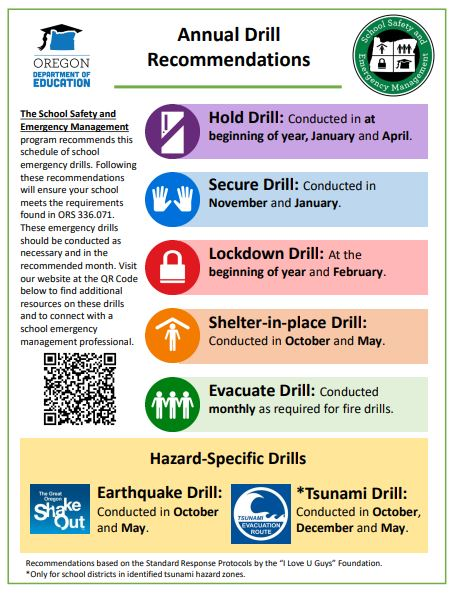 OREGON
DEPARTMENT OF
EDUCATION
Annual Drill
Recommendations
School Safety and
Emergency Management
The School Safety and
Emergency Management
program recommends this
schedule of school
emergency drills. Following
these recommendations
will ensure your school
meets the requirements
found in ORS 336.071.
These emergency drills
should be conducted as
necessary and in the
recommended month. Visit
our website at the QR Code
below to find additional
resources on these drills
and to connect with a
school emergency
management professional.
Hold Drill: Conducted in at
beginning of year, January and April.
Secure Drill: Conducted in
November and January.
Lockdown Drill: At the
beginning of year and February.
Shelter-in-place Drill:
Conducted in October and May.
Evacuate Drill: Conducted
monthly as required for fire drills.
Hazard-Specific Drills
The Great
Oregon
ShakeOut
Earthquake Drill:
Conducted in October
and May.
TSUNAMI
EVACUATION
ROUTE
*Tsunami Drill:
Conducted in October,
December and May.
Recommendations based on the Standard Response Protocols by the "I Love U Guys" Foundation.
*Only for school districts in identified tsunami hazard zones.